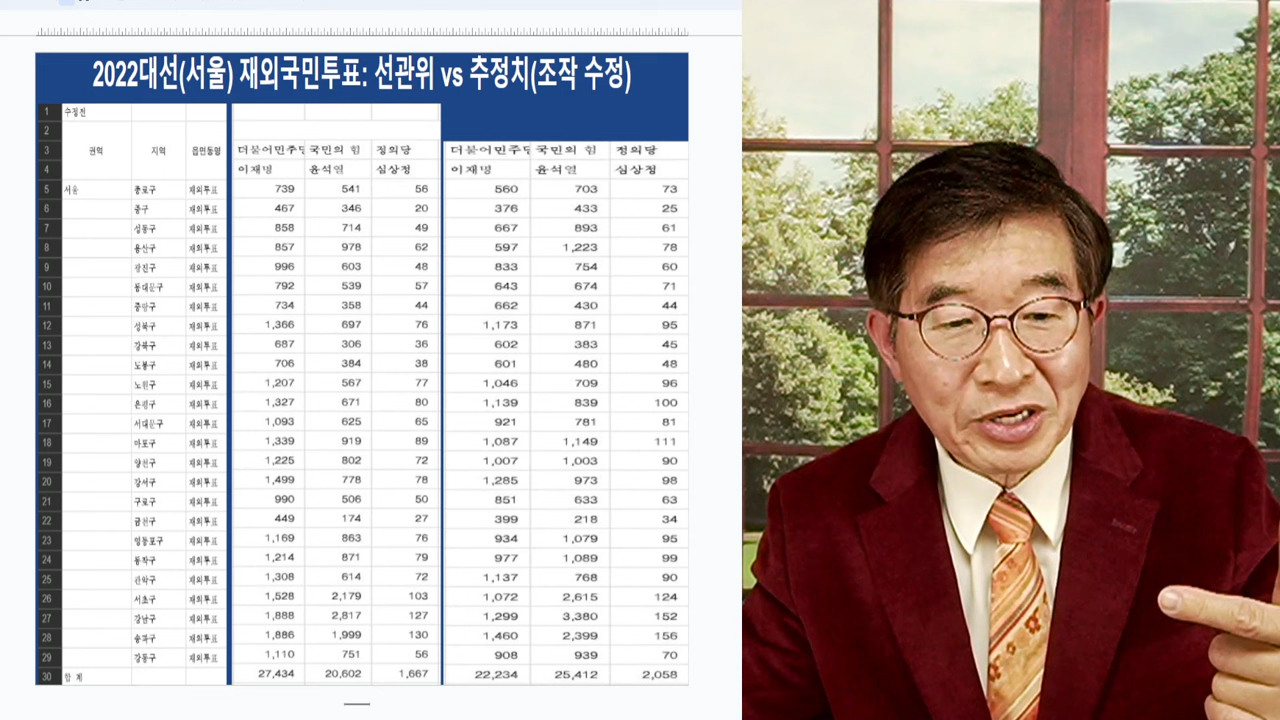 2022대선(서울) 재외국민투표: 선관위 vs 추정치(조작 수정)
1 수정전
2
3 권역 지역 읍면동명 더불어민주당 국민의 힘 정의당 더불어민주당 국민의 힘 정의당
4 이재명 윤석열 심상정 이재명 윤석열 심상정
5 서울 종로구 재외투표 739 541 56 560 703 73
6 중구 재외투표 467 346 20 376 433 25
7 성동구 재외투표 858 714 49 667 893 61
8 용산구 재외투표 857 978 62 597 1,223 78
9 광진구 재외투표 996 603 48 833 754 60
10 동대문구 재외투표 792 539 57 643 674 71
11 중랑구 재외투표 734 358 44 662 430 44
12 성북구 재외투표 1,366 697 76 1,173 871 95
13 강북구 재외투표 687 306 36 602 383 45
14 도봉구 재외투표 706 384 38 601 480 48
15 노원구 재외투표 1,207 567 77 1,046 709 96
16 은평구 재외투표 1,327 671 80 1,139 839 100
17 서대문구 재외투표 1,093 625 65 921 781 81
18 마포구 재외투표 1,339 919 89 1,087 1,149 111
19 양천구 재외투표 1,225 802 72 1,007 1,003 90
20 강서구 재외투표 1,499 778 78 1,285 973 98
21 구로구 재외투표 990 506 50 851 633 63
22 금천구 재외투표 449 174 27 399 218 34
23 영등포구 재외투표 1,169 863 76 934 1,079 95
24 동작구 재외투표 1,214 871 79 977 1,089 99
25 관악구 재외투표 1,308 614 72 1,137 768 90
26 서초구 재외투표 1,528 2,179 103 1,072 2,615 124
27 강남구 재외투표 1,888 2,817 127 1,299 3,380 152
28 송파구 재외투표 1,886 1,999 130 1,460 2,399 156
29 강동구 재외투표 1,110 751 56 908 939 70
30 합 계 27,434 20,602 1,667 22,234 25,412 2,058